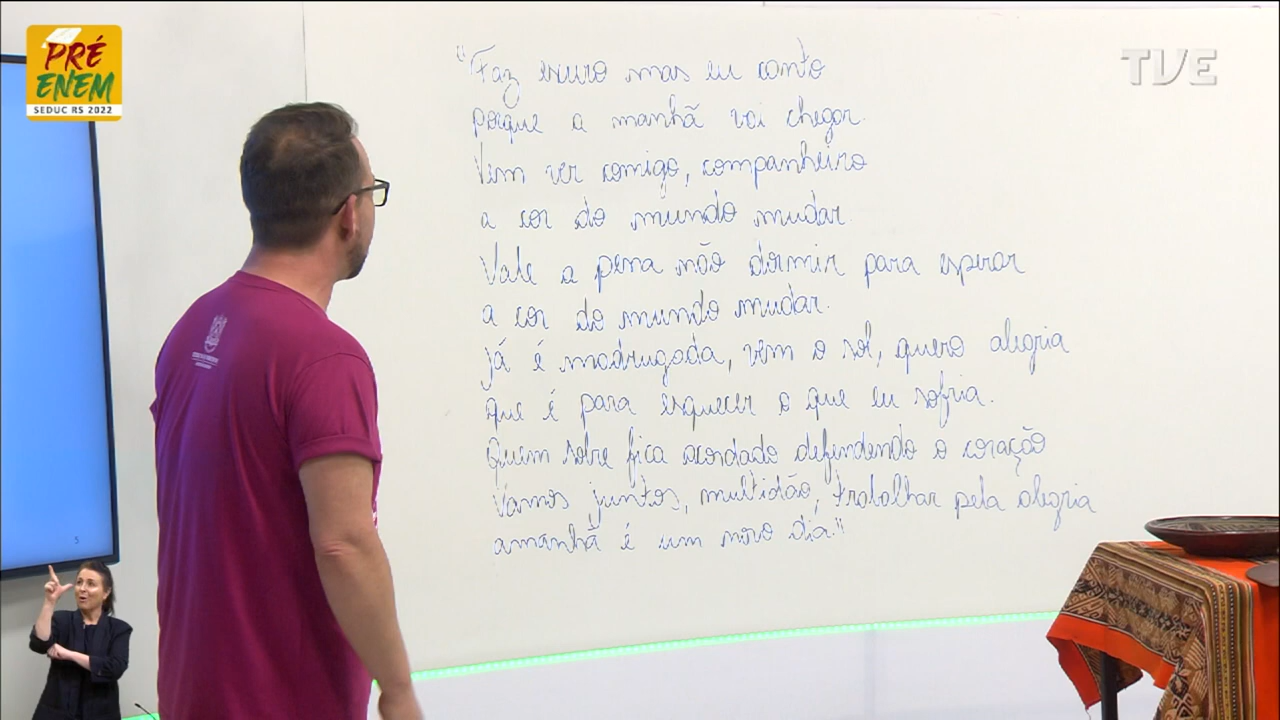 PRÉ
ENEM
SEDUC RS 2022
TVE
"Faz escuro mas eu canto
porque a manhã vai chegar.
Vem ver comigo, companheiro
a cor do mundo mudar.
Vale a pena não dormir para esperar
a cor do mundo mudar.
Já é madrugada, vem o sol, quero alegria
que é para esquecer o que eu sofria.
Quem sofre fica acordado defendendo o coração
Vamos juntos, multidão, trabalhar pela alegria
amanhã é um novo dia."
5